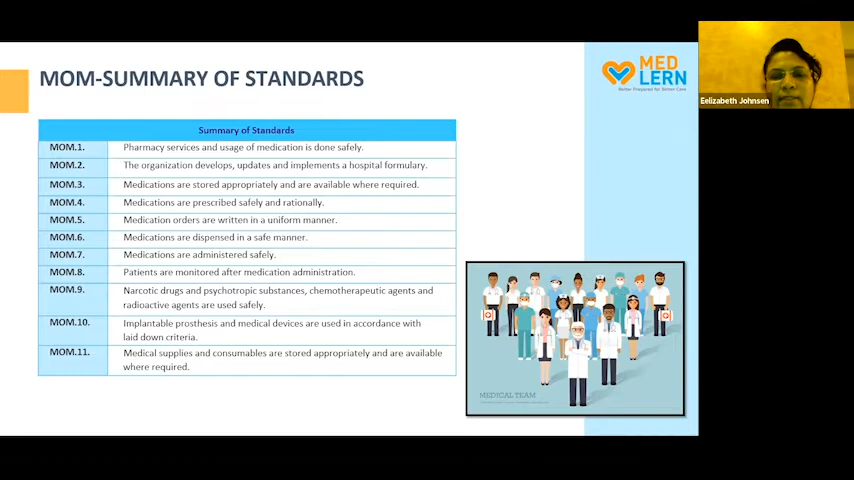 MOM-SUMMARY OF STANDARDS
MED
LERN
Eelizabeth Johnsen
Summary of Standards
MOM.1. Pharmacy services and usage of medication is done safely.
MOM.2. The organization develops, updates and implements a hospital formulary.
MOM.3. Medications are stored appropriately and are available where required.
MOM.4. Medications are prescribed safely and rationally.
MOM.5. Medication orders are written in a uniform manner.
MOM.6. Medications are dispensed in a safe manner.
MOM.7. Medications are administered safely.
MOM.8. Patients are monitored after medication administration.
MOM.9. Narcotic drugs and psychotropic substances, chemotherapeutic agents and
radioactive agents are used safely.
MOM.10. Implantable prosthesis and medical devices are used in accordance with
laid down criteria.
MOM.11. Medical supplies and consumables are stored appropriately and are available
where required.
MEDICAL TEAM